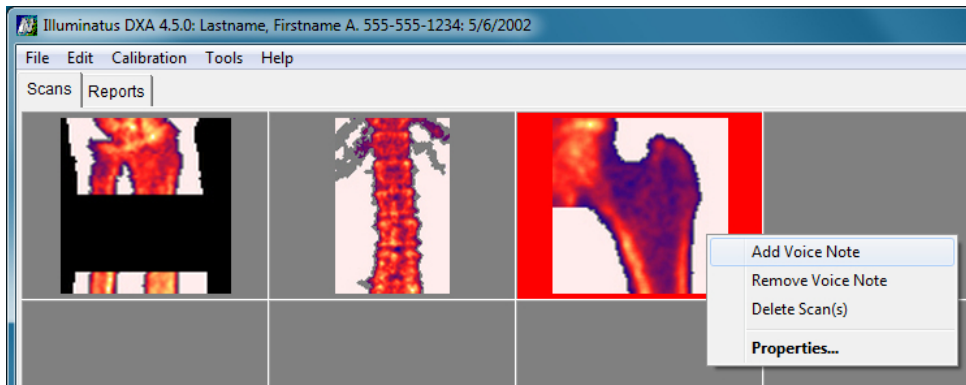 Illuminatus DXA 4.5.0: Lastname, Firstname A. 555-555-1234: 5/6/2002
File Edit Calibration Tools Help
Scans Reports
Add Voice Note
Remove Voice Note
Delete Scan(s)
Properties...